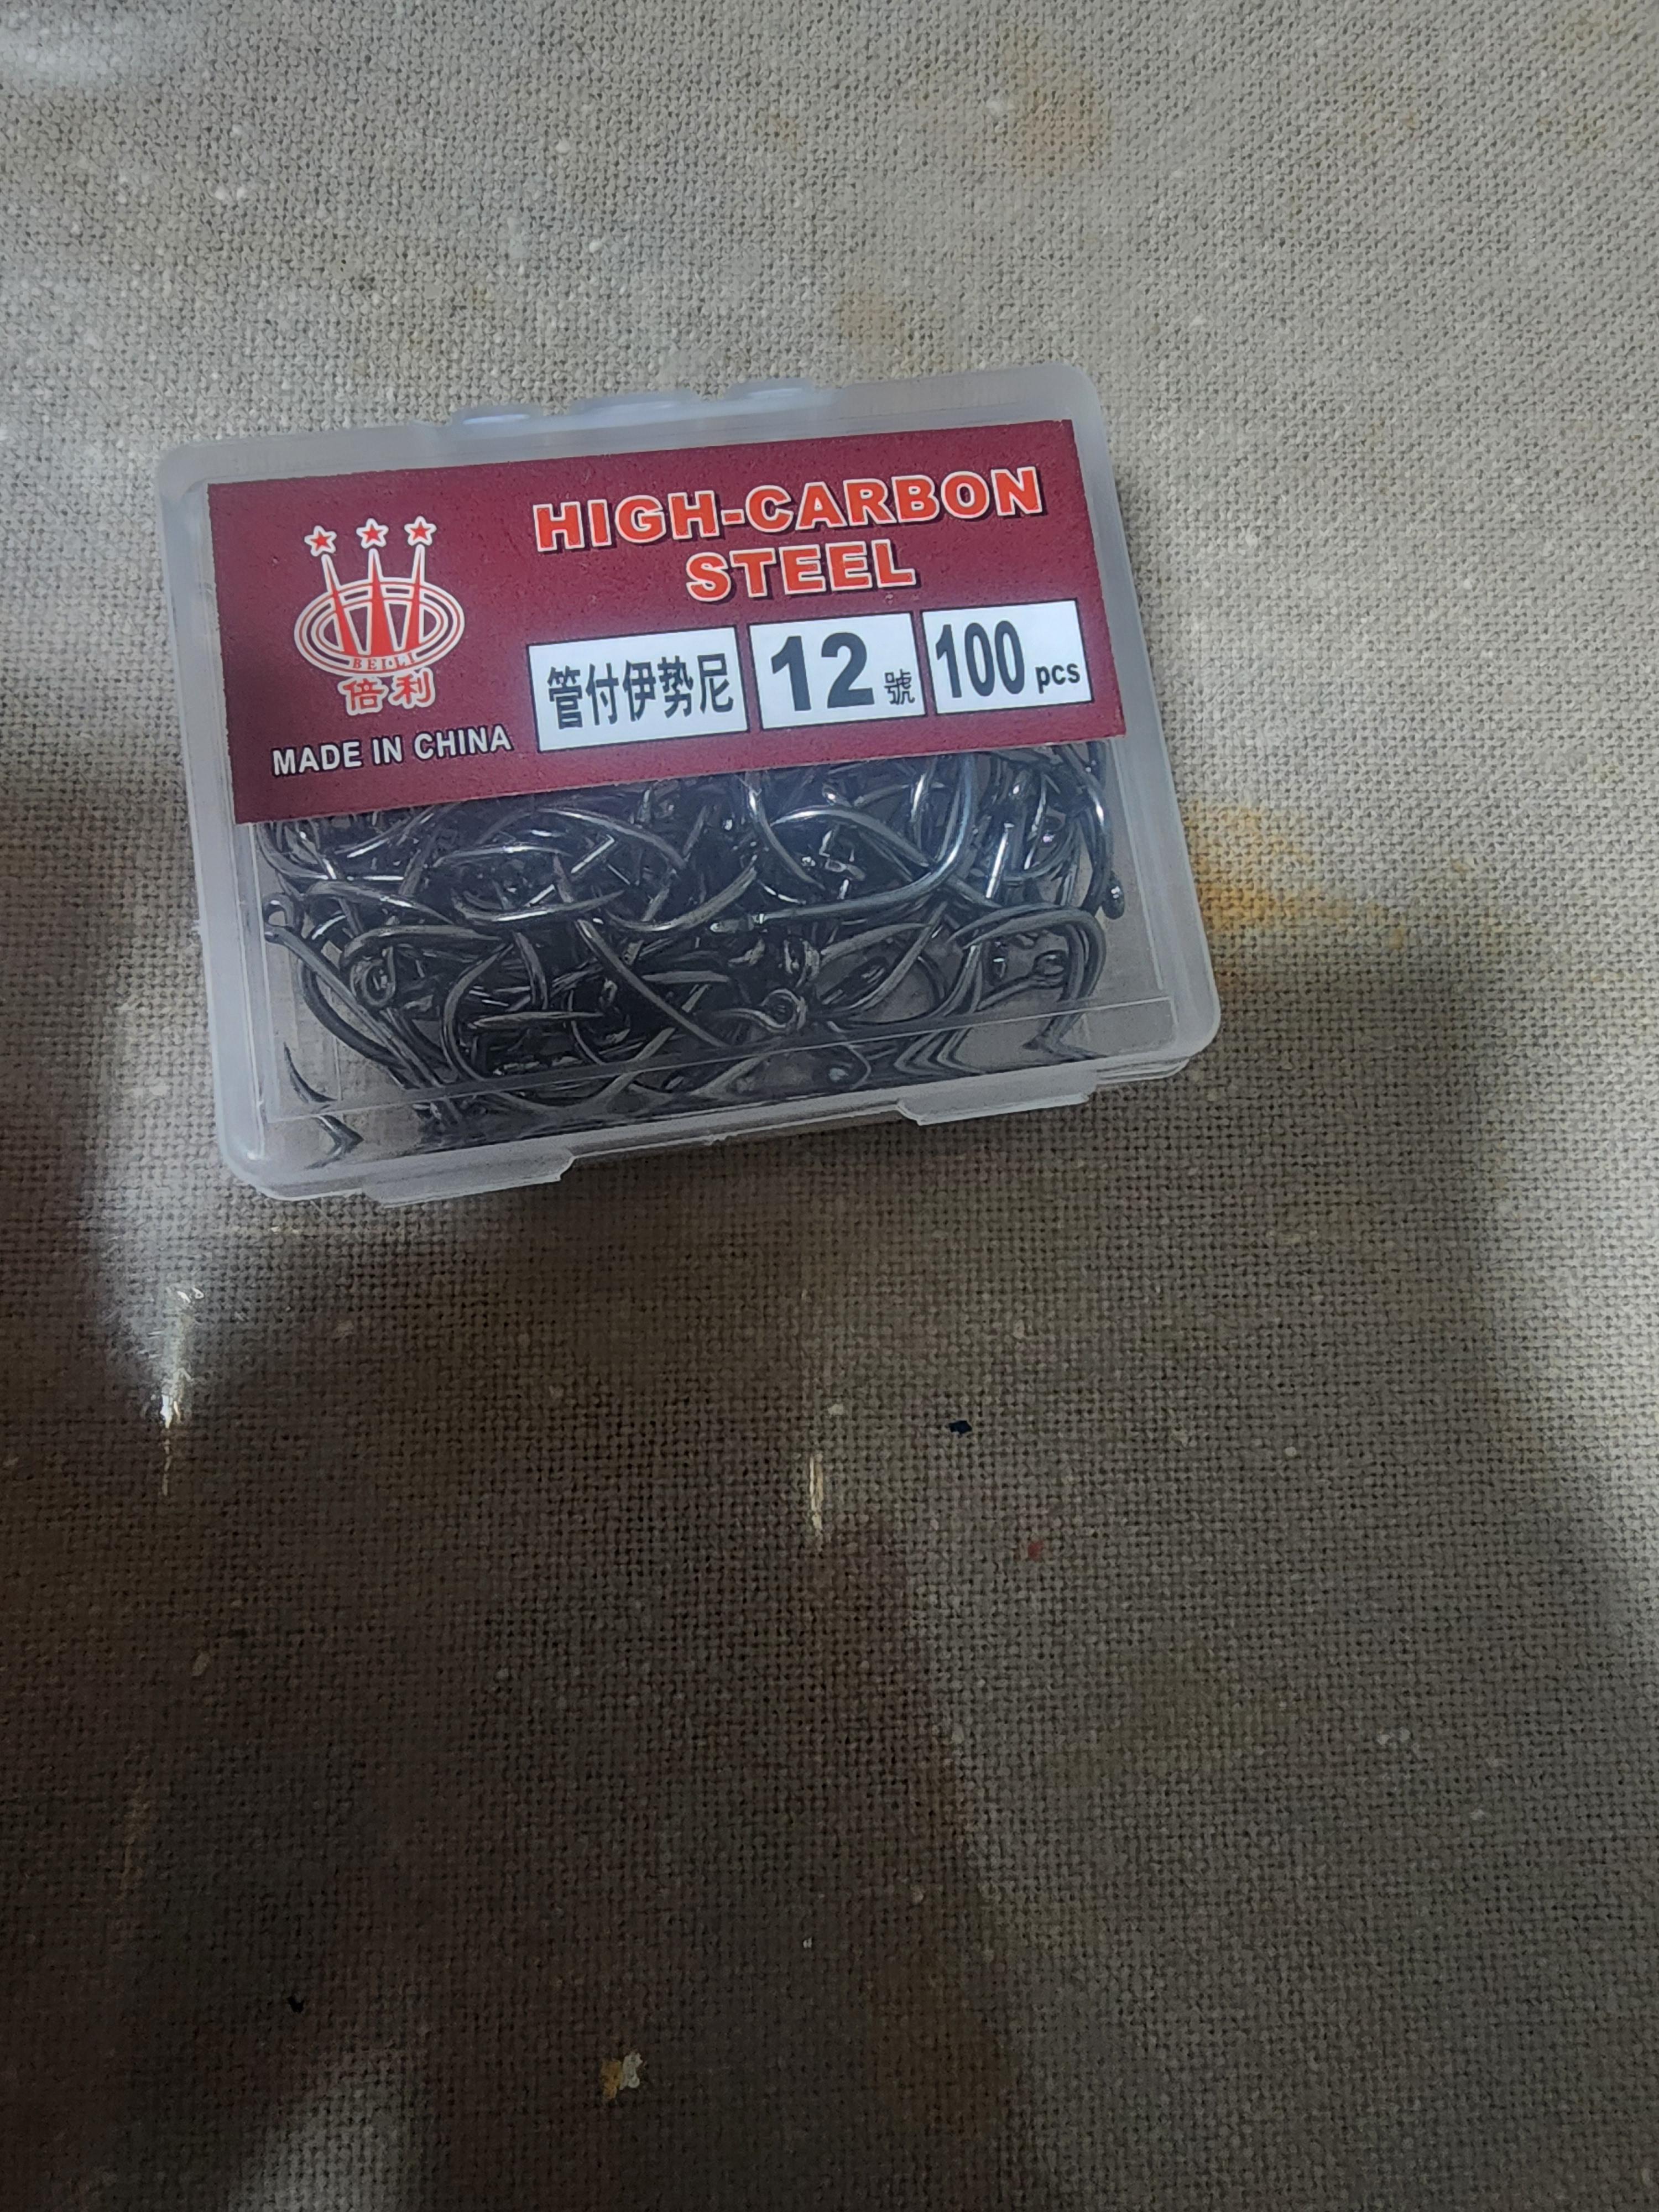 HIGH-CARBON
STEEL
BEILI
倍利
MADE IN CHINA
管付伊势尼
12號
100pcs